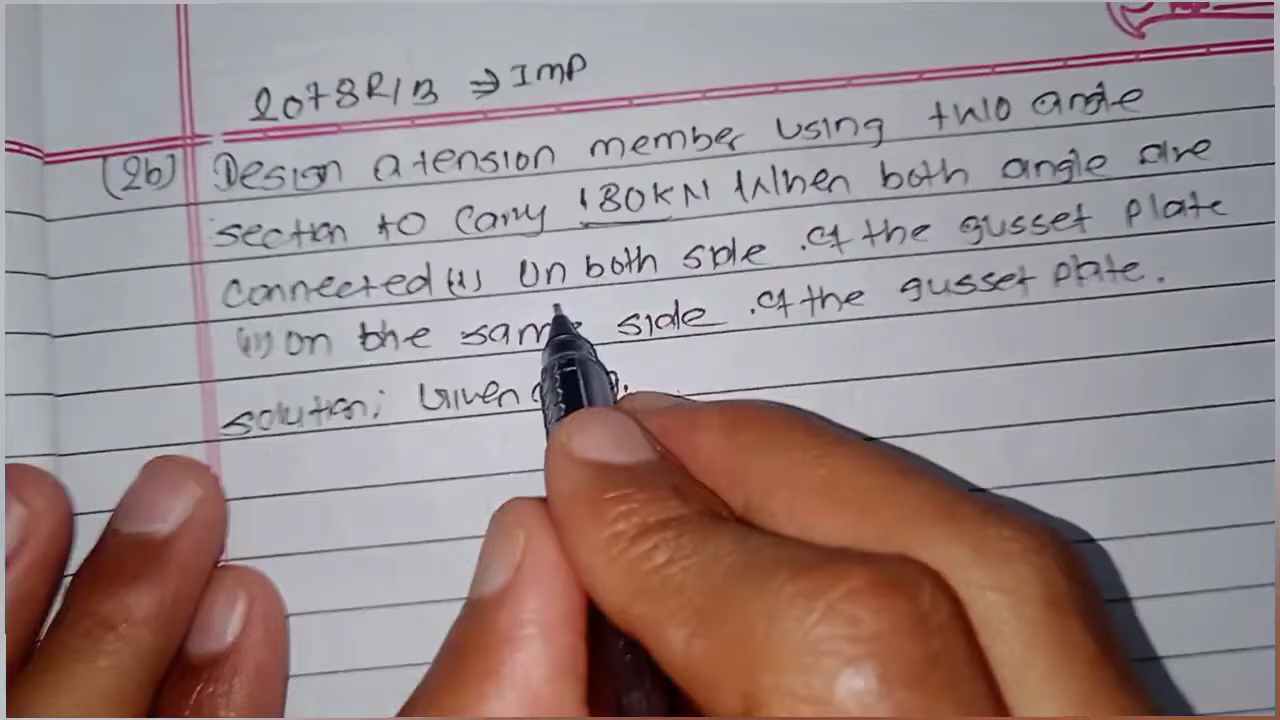 2078R/B ⇒ Imp
(2b) Design a tension member using two angle
section to carry 180KN when both angle are
connected (i) on both side of the gusset plate
(ii) on the same side of the gusset plate.
solution; Given